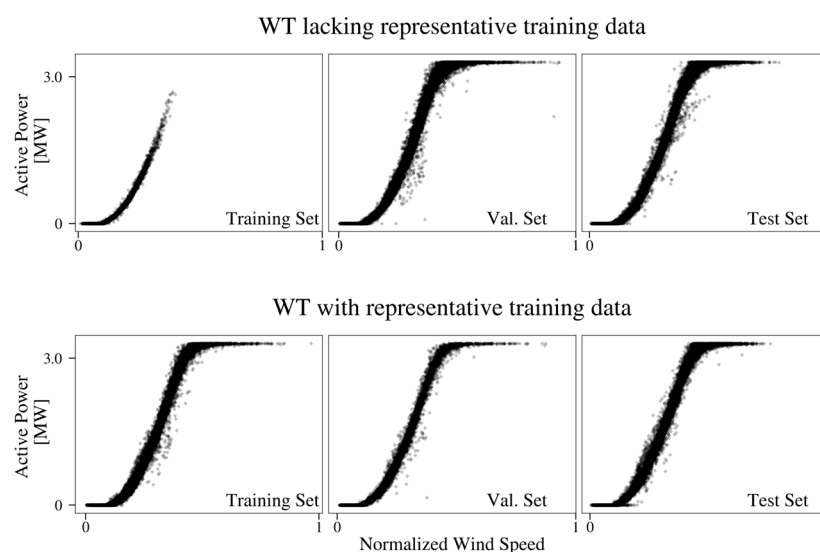 WT lacking representative training data
Active Power
[MW]
3.0
0
Training Set
Val. Set
Test Set
0
1
0
1
0
WT with representative training data
Active Power
[MW]
3.0
0
Training Set
Val. Set
Test Set
0
1
0
1
0
Normalized Wind Speed